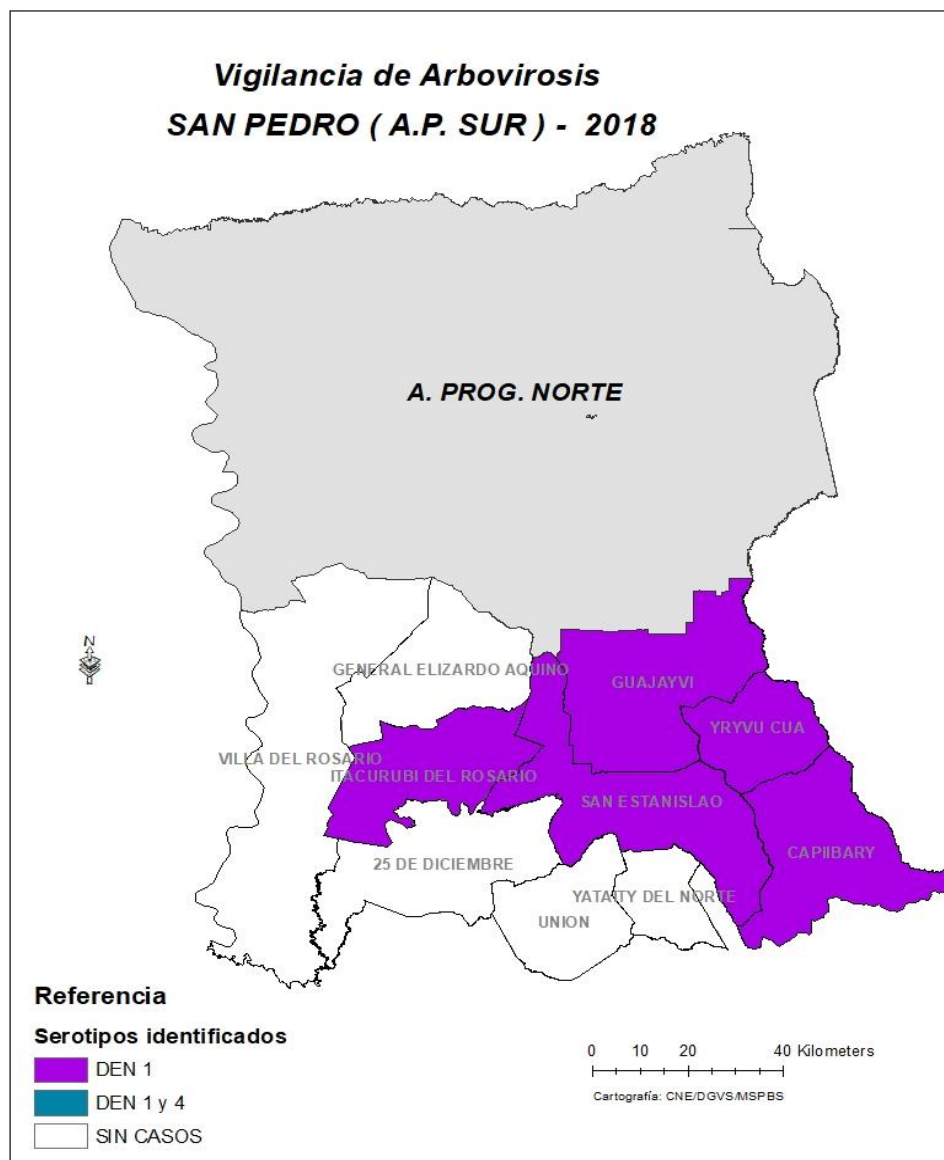 Vigilancia de Arbovirosis
SAN PEDRO ( A.P. SUR ) - 2018
A. PROG. NORTE
N
GENERAL ELIZARDO AQUINO
GUAJAYVI
YRYVU CUA
VILLA DEL ROSARIO
ITACURUBI DEL ROSARIO
SAN ESTANISLAO
CAPIIBARY
25 DE DICIEMBRE
YATAITY DEL NORTE
UNION
Referencia
Serotipos identificados
DEN 1
DEN 1 y 4
SIN CASOS
0 10 20 40 Kilometers
Cartografía: CNE/DGVS/MSPBS